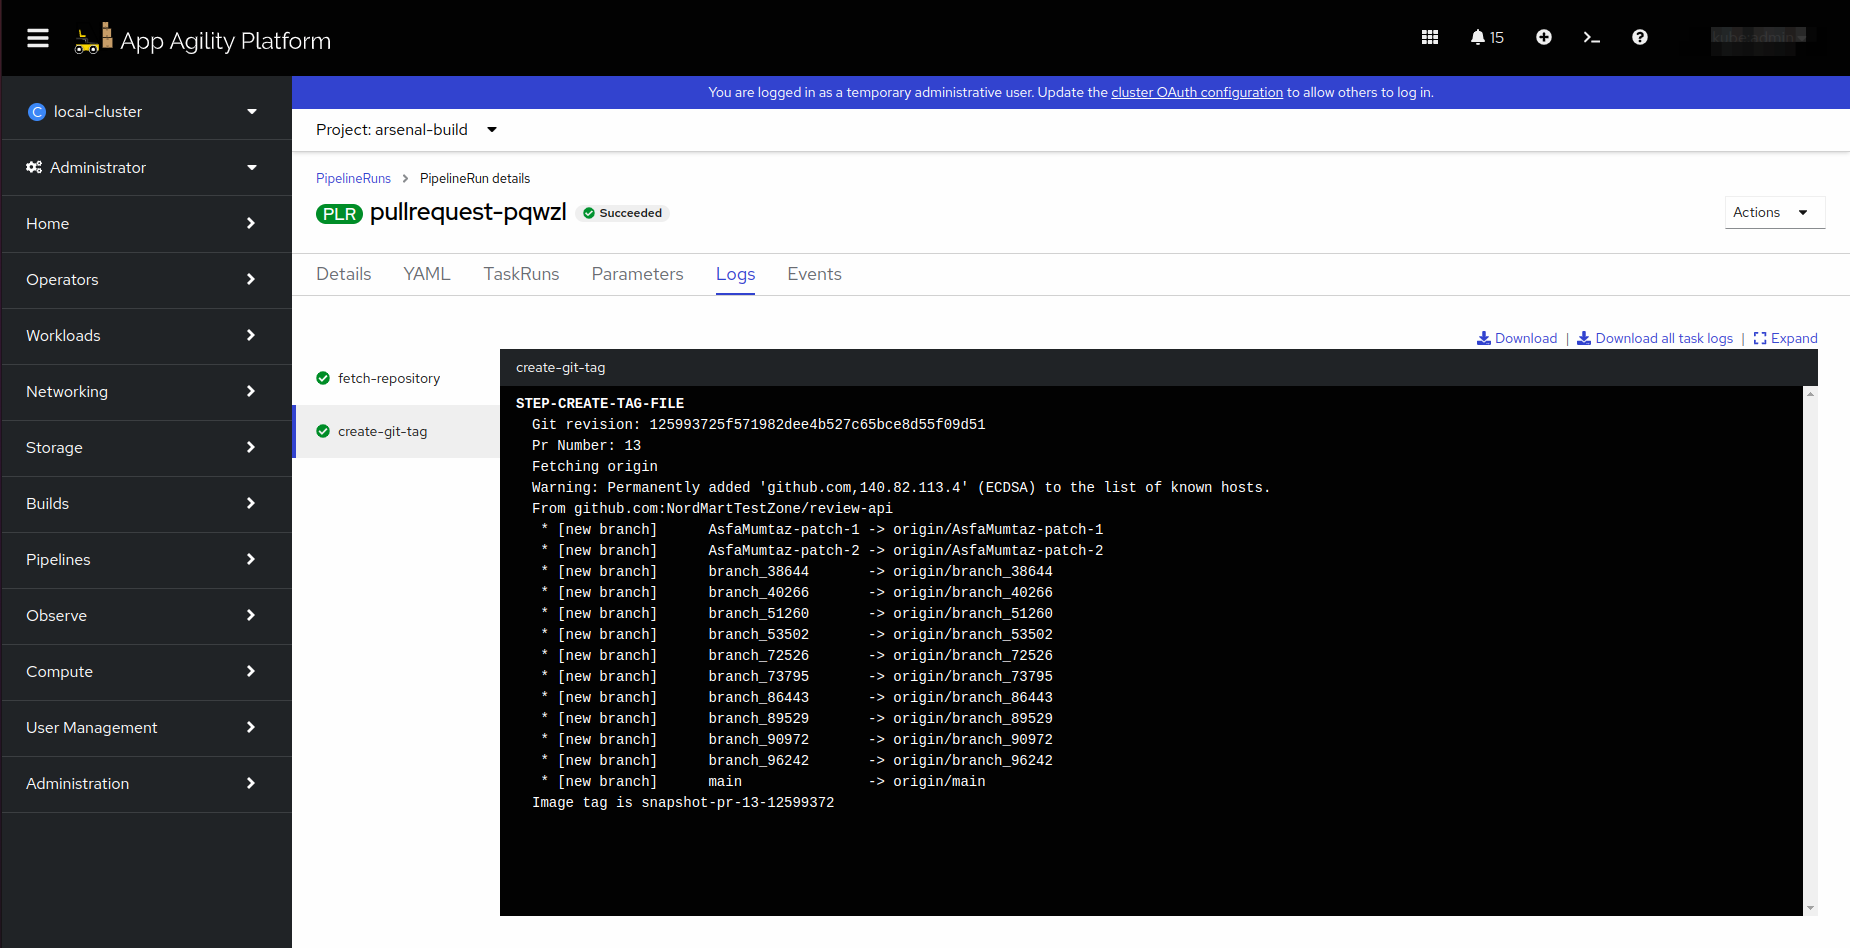 App Agility Platform
15
You are logged in as a temporary administrative user. Update the cluster OAuth configuration to allow others to log in.
C local-cluster
Administrator
Home
Operators
Workloads
Networking
Storage
Builds
Pipelines
Observe
Compute
User Management
Administration
Project: arsenal-build
PipelineRuns > PipelineRun details
PLR pullrequest-pqwzl Succeeded
Actions
Details YAML TaskRuns Parameters Logs Events
Download | Download all task logs | Expand
fetch-repository
create-git-tag
create-git-tag
STEP-CREATE-TAG-FILE
Git revision: 125993725f571982dee4b527c65bce8d55f09d51
Pr Number: 13
Fetching origin
Warning: Permanently added 'github.com,140.82.113.4' (ECDSA) to the list of known hosts.
From github.com:NordMartTestZone/review-api
* [new branch] AsfaMumtaz-patch-1 -> origin/AsfaMumtaz-patch-1
* [new branch] AsfaMumtaz-patch-2 -> origin/AsfaMumtaz-patch-2
* [new branch] branch_38644 -> origin/branch_38644
* [new branch] branch_40266 -> origin/branch_40266
* [new branch] branch_51260 -> origin/branch_51260
* [new branch] branch_53502 -> origin/branch_53502
* [new branch] branch_72526 -> origin/branch_72526
* [new branch] branch_73795 -> origin/branch_73795
* [new branch] branch_86443 -> origin/branch_86443
* [new branch] branch_89529 -> origin/branch_89529
* [new branch] branch_90972 -> origin/branch_90972
* [new branch] branch_96242 -> origin/branch_96242
* [new branch] main -> origin/main
Image tag is snapshot-pr-13-12599372